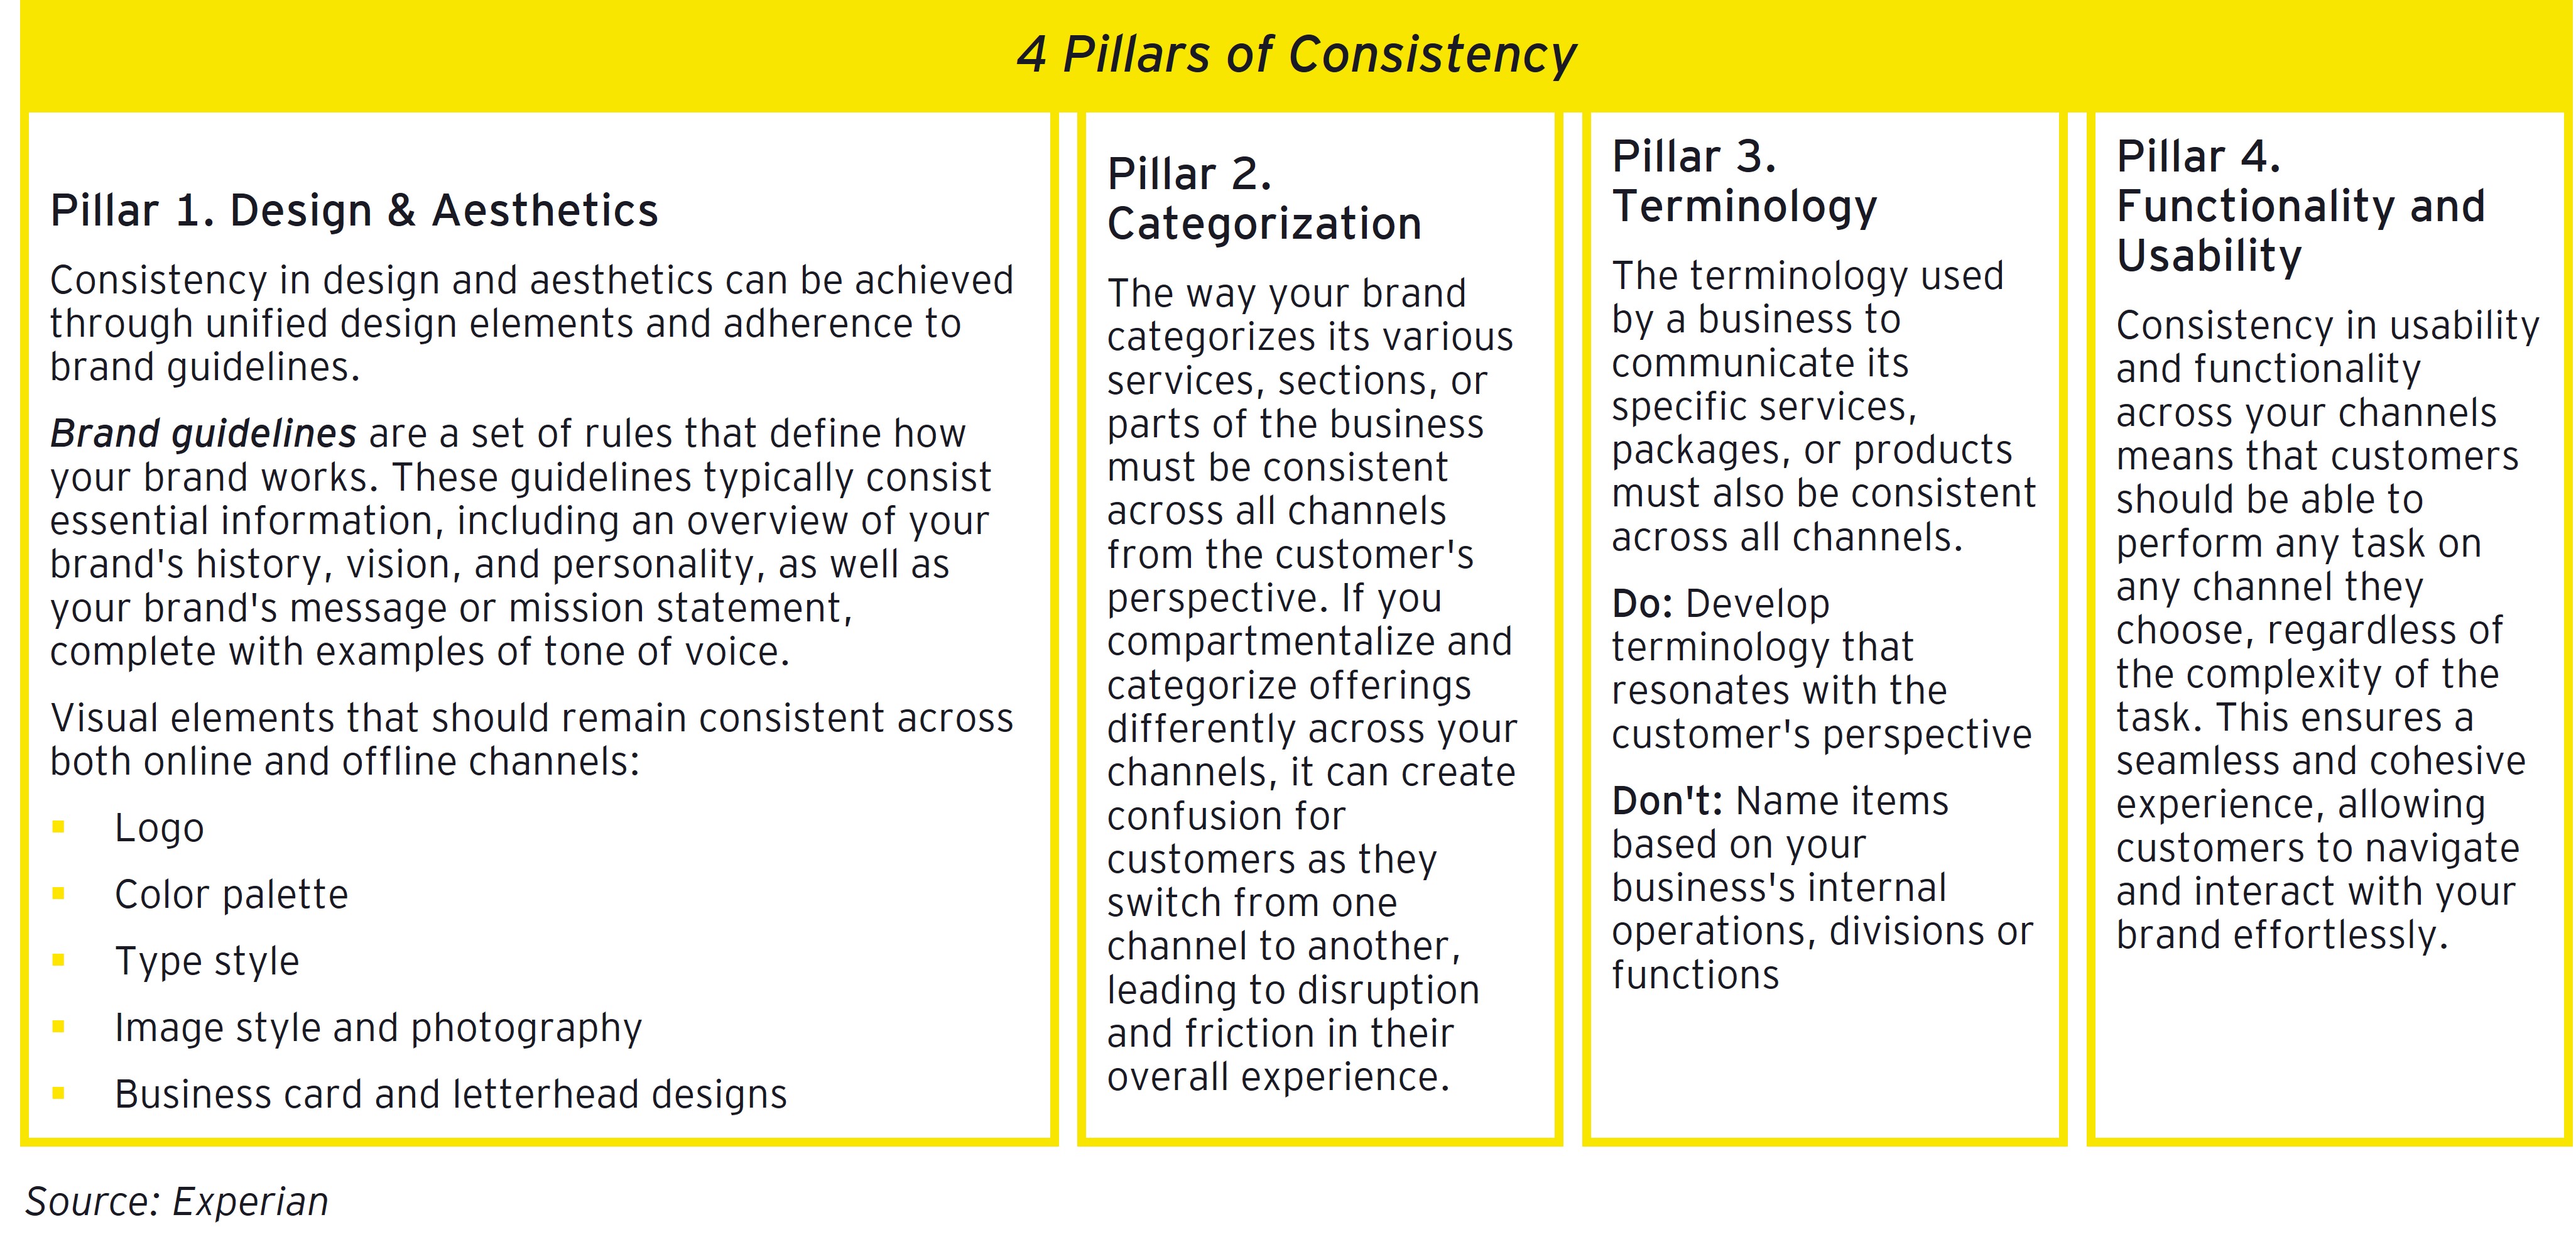 4 Pillars of Consistency
Pillar 1. Design & Aesthetics
Consistency in design and aesthetics can be achieved
through unified design elements and adherence to
brand guidelines.
Brand guidelines are a set of rules that define how
your brand works. These guidelines typically consist
essential information, including an overview of your
brand's history, vision, and personality, as well as
your brand's message or mission statement,
complete with examples of tone of voice.
Visual elements that should remain consistent across
both online and offline channels:
▪ Logo
▪ Color palette
▪ Type style
▪ Image style and photography
▪ Business card and letterhead designs
Pillar 2.
Categorization
The way your brand
categorizes its various
services, sections, or
parts of the business
must be consistent
across all channels
from the customer's
perspective. If you
compartmentalize and
categorize offerings
differently across your
channels, it can create
confusion for
customers as they
switch from one
channel to another,
leading to disruption
and friction in their
overall experience.
Pillar 3.
Terminology
The terminology used
by a business to
communicate its
specific services,
packages, or products
must also be consistent
across all channels.
Do: Develop
terminology that
resonates with the
customer's perspective
Don't: Name items
based on your
business's internal
operations, divisions or
functions
Pillar 4.
Functionality and
Usability
Consistency in usability
and functionality
across your channels
means that customers
should be able to
perform any task on
any channel they
choose, regardless of
the complexity of the
task. This ensures a
seamless and cohesive
experience, allowing
customers to navigate
and interact with your
brand effortlessly.
Source: Experian